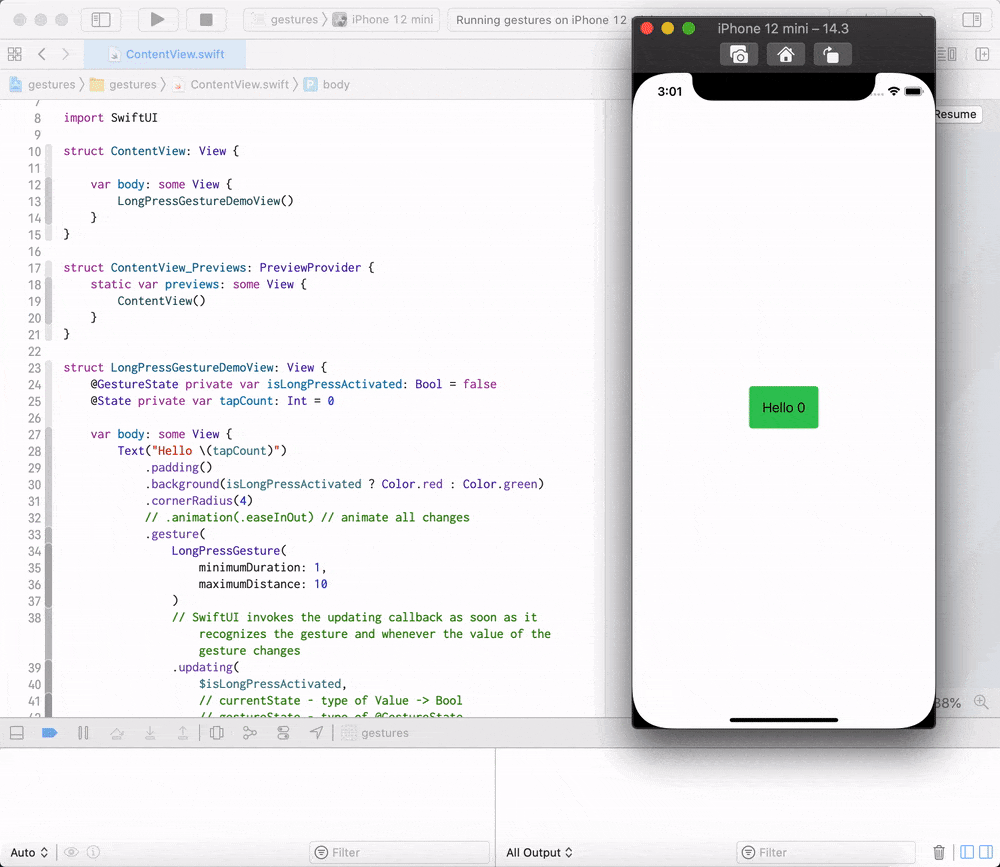 gestures
iPhone 12 mini
Running gestures on iPhone 12
iPhone 12 mini – 14.3
ContentView.swift
gestures
gestures
ContentView.swift
P
body
3:01
Resume
7
8 import SwiftUI
9
10 struct ContentView: View {
11
12 var body: some View {
13 LongPressGestureDemoView()
14 }
15 }
16
17 struct ContentView_Previews: PreviewProvider {
18 static var previews: some View {
19 ContentView()
20 }
21 }
22
23 struct LongPressGestureDemoView: View {
24 @GestureState private var isLongPressActivated: Bool = false
25 @State private var tapCount: Int = 0
26
27 var body: some View {
28 Text("Hello \(tapCount)")
29 .padding()
30 .background(isLongPressActivated ? Color.red : Color.green)
31 .cornerRadius(4)
32 // .animation(.easeInOut) // animate all changes
33 .gesture(
34 LongPressGesture(
35 minimumDuration: 1,
36 maximumDistance: 10
37 )
38 // SwiftUI invokes the updating callback as soon as it
recognizes the gesture and whenever the value of the
gesture changes
39 .updating(
40 $isLongPressActivated,
41 // currentState - type of Value -> Bool
// gestureState - type of @GestureState
Hello 0
38%
gestures
Auto
Filter
All Output
Filter